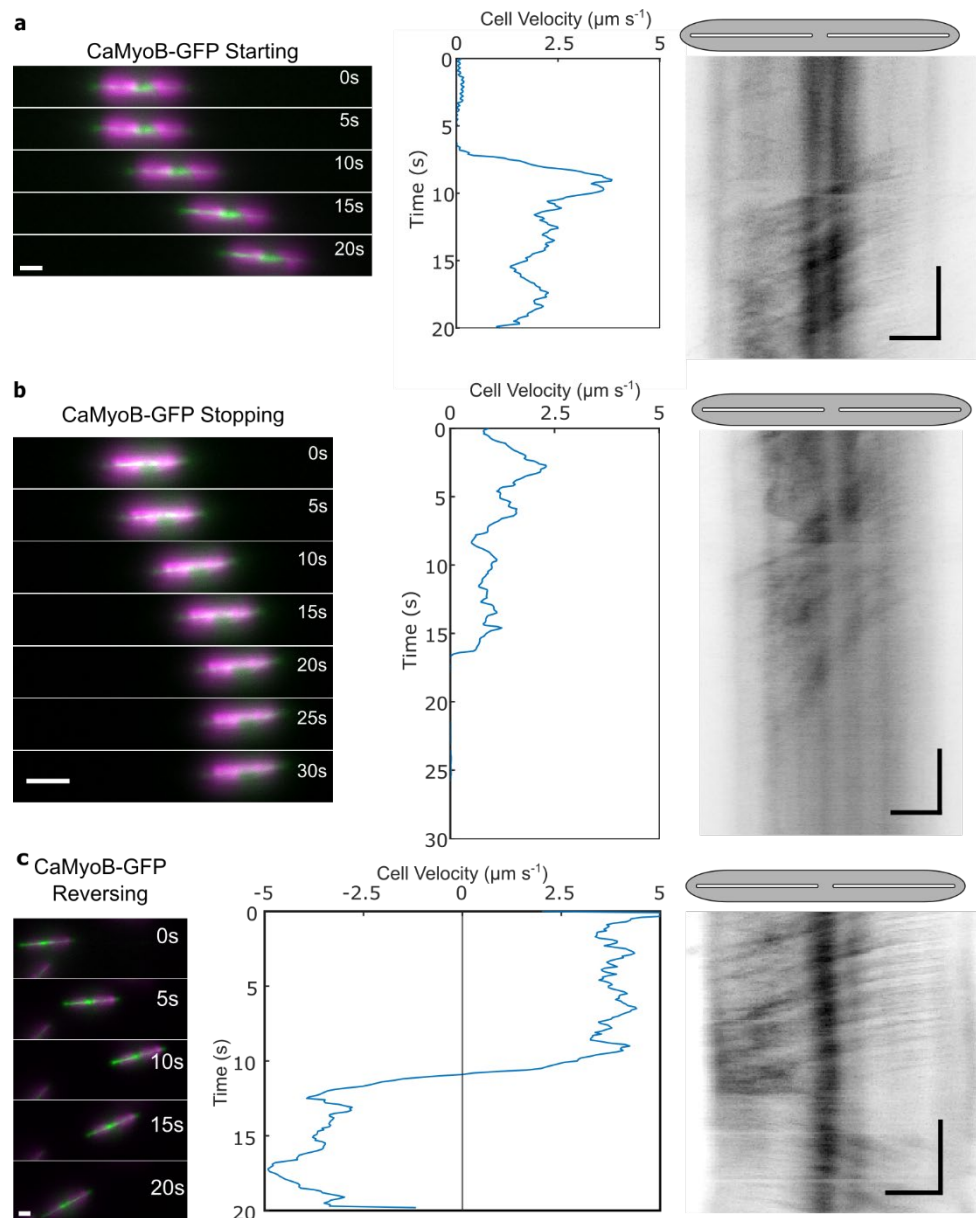 a
CaMyoB-GFP Starting
0s
5s
10s
15s
20s
Cell Velocity (µm s⁻¹)
0 2.5 5
Time (s)
0
5
10
15
20
b
CaMyoB-GFP Stopping
0s
5s
10s
15s
20s
25s
30s
Cell Velocity (µm s⁻¹)
0 2.5 5
Time (s)
0
5
10
15
20
25
30
c
CaMyoB-GFP
Reversing
0s
5s
10s
15s
20s
Cell Velocity (µm s⁻¹)
-5 -2.5 0 2.5 5
Time (s)
0
5
10
15
20